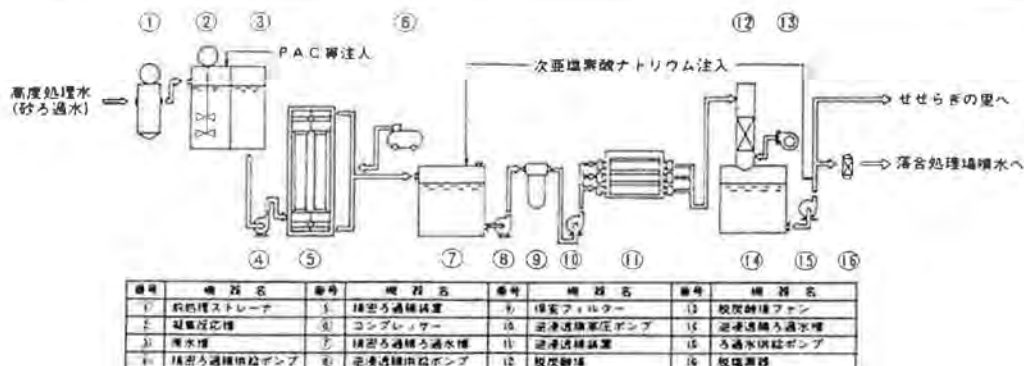 ① ② ③ ⑥ ⑫ ⑬
PAC等注入
次亜塩素酸ナトリウム注入
高度処理水
(砂ろ過水)
せせらぎの里へ
落合処理場噴水へ
④ ⑤ ⑦ ⑧ ⑨ ⑩ ⑪ ⑭ ⑮ ⑯
番号 機器名 番号 機器名 番号 機器名 番号 機器名
① 前処理ストレーナ ⑤ 精密ろ過膜装置 ⑨ 保安フィルター ⑬ 脱炭酸塔ファン
② 凝集反応槽 ⑥ コンプレッサー ⑩ 逆浸透膜高圧ポンプ ⑭ 逆浸透膜ろ過水槽
③ 原水槽 ⑦ 精密ろ過膜ろ過水槽 ⑪ 逆浸透膜装置 ⑮ ろ過水供給ポンプ
④ 精密ろ過膜供給ポンプ ⑧ 逆浸透膜供給ポンプ ⑫ 脱炭酸塔 ⑯ 脱塩素器